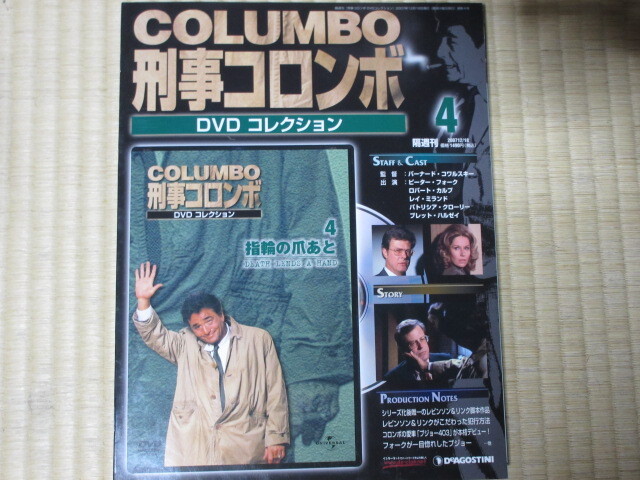 COLUMBO
刑事コロンボ
DVD コレクション
4
隔週刊
STAFF & CAST
監 督 : バーナード・コワルスキー
出 演 : ピーター・フォーク
ロバート・カルプ
レイ・ミランド
パトリシア・クローリー
ブレット・ハルゼイ
COLUMBO
刑事コロンボ
DVD コレクション
4
指輪の爪あと
DEATH LENDS A HAND
STORY
PRODUCTION NOTES
シリーズ化後唯一のレビンソン&リンク脚本作品
レビンソン&リンクがこだわった犯行方法
コロンボの愛車「プジョー403」が本格デビュー!
フォークが一目惚れしたプジョー
DVD
UNIVERSAL
DeAGOSTINI